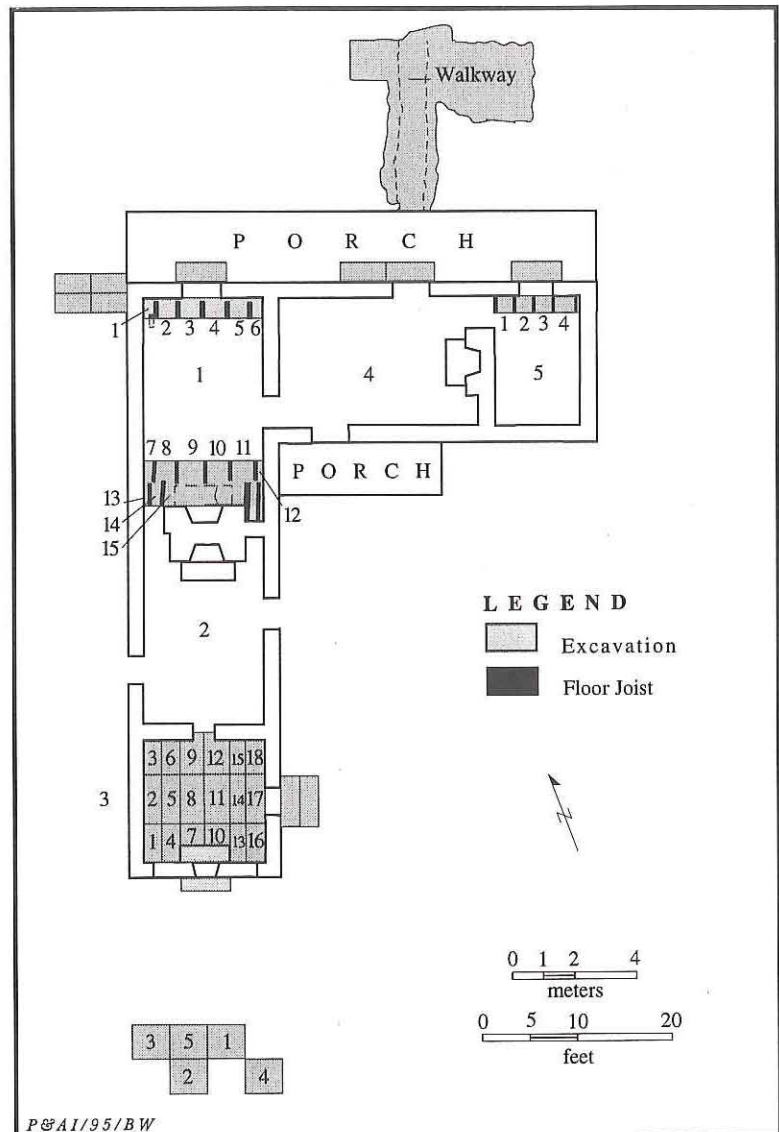 Walkway
P O R C H
1 2 3 4 5 6
1 2 3 4
1
4
5
7 8 9 10 11
P O R C H
13
14
15
12
2
L E G E N D
Excavation
Floor Joist
3 6 9 12 15 18
3
2 5 8 11 14 17
1 4 7 10 13 16
0 1 2 4
meters
0 5 10 20
feet
3 5 1
2 4
P&AI/95/BW